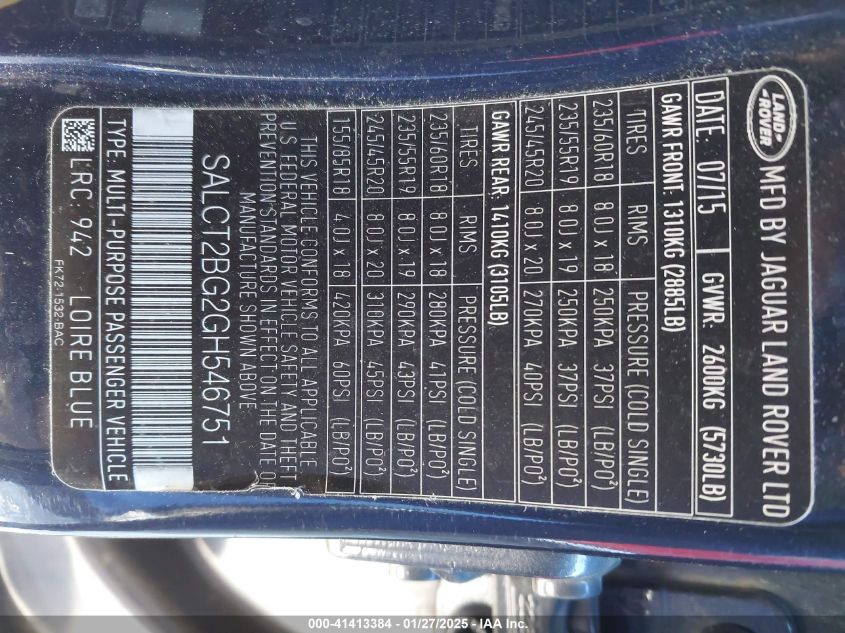 LAND-
ROVER
MFD BY JAGUAR LAND ROVER LTD
DATE: 07/15 GVWR: 2600KG (5730LB)
GAWR FRONT: 1310KG (2885LB)
TIRES RIMS PRESSURE (COLD SINGLE)
235/60R18 8.0J x 18 250KPA 37PSI (LB/PO²)
235/55R19 8.0J x 19 250KPA 37PSI (LB/PO²)
245/45R20 8.0J x 20 270KPA 40PSI (LB/PO²)
GAWR REAR: 1410KG (3105LB)
TIRES RIMS PRESSURE (COLD SINGLE)
235/60R18 8.0J x 18 280KPA 41PSI (LB/PO²)
235/55R19 8.0J x 19 290KPA 43PSI (LB/PO²)
245/45R20 8.0J x 20 310KPA 45PSI (LB/PO²)
155/85R18 4.0J x 18 420KPA 60PSI (LB/PO²)
THIS VEHICLE CONFORMS TO ALL APPLICABLE
U.S FEDERAL MOTOR VEHICLE SAFETY AND THEFT
PREVENTION STANDARDS IN EFFECT ON THE DATE OF
MANUFACTURE SHOWN ABOVE
SALCT2BG2GH546751
TYPE: MULTI-PURPOSE PASSENGER VEHICLE
LRC: 942 LOIRE BLUE
FK72-1532-BAC
000-41413384 | 01/27/2025 | IAA Inc.